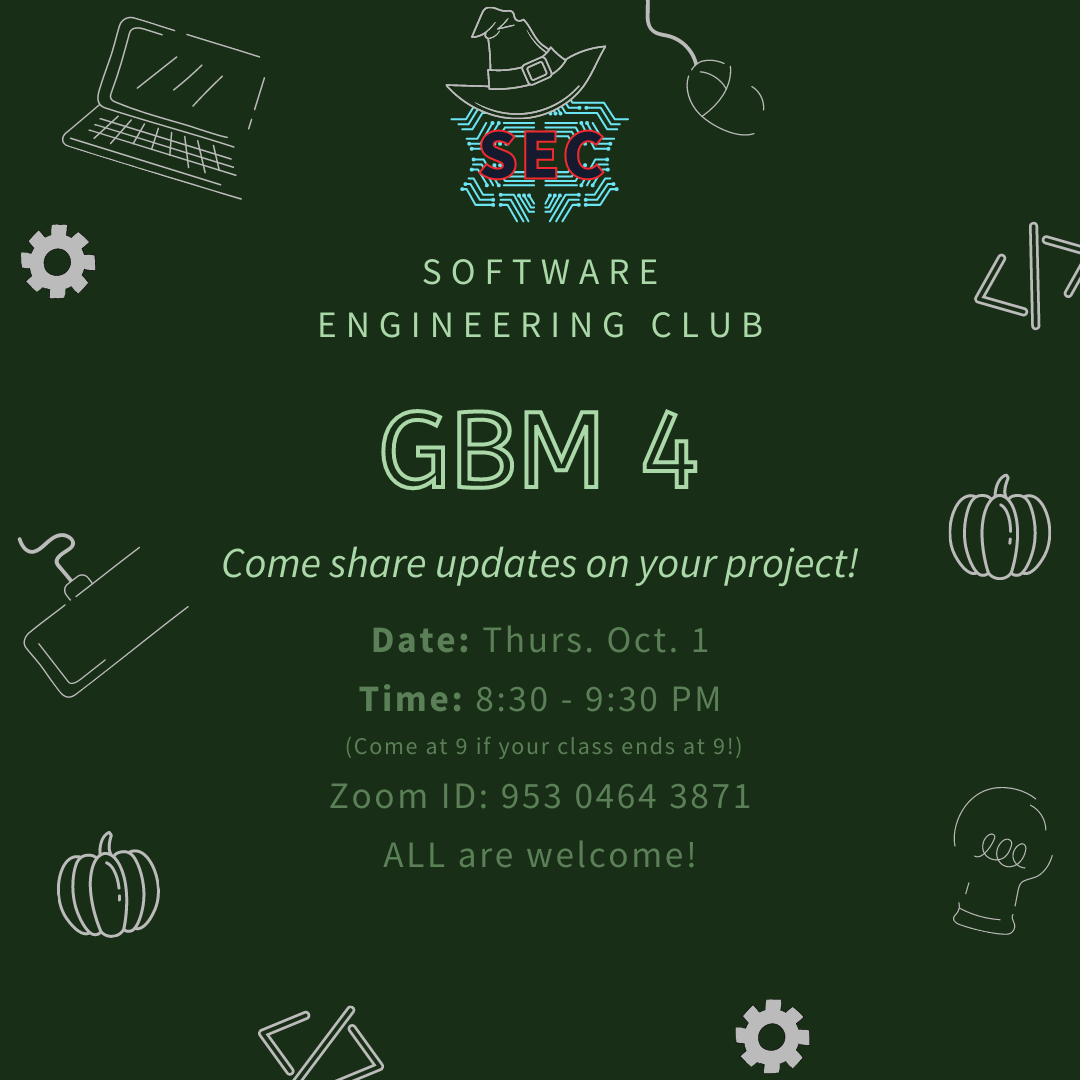 SEC
SOFTWARE
ENGINEERING CLUB
GBM 4
Come share updates on your project!
Date: Thurs. Oct. 1
Time: 8:30 - 9:30 PM
(Come at 9 if your class ends at 9!)
Zoom ID: 953 0464 3871
ALL are welcome!